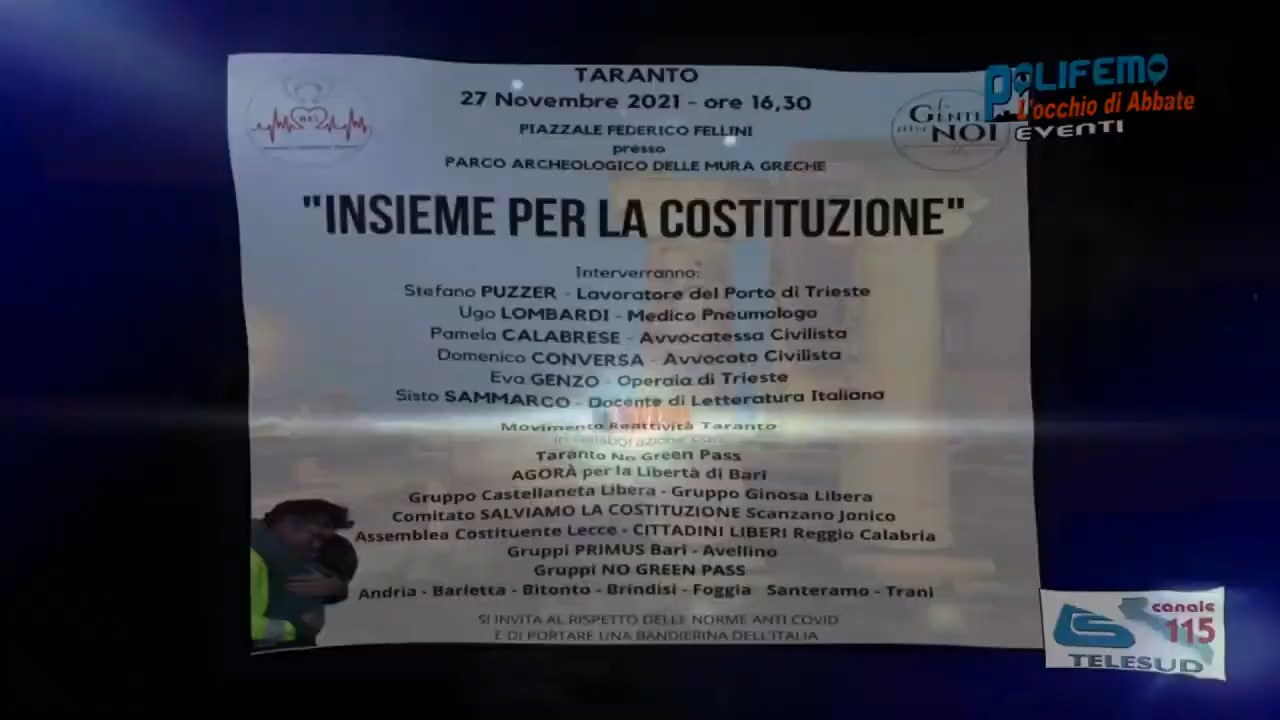 TARANTO
27 Novembre 2021 - ore 16,30
PIAZZALE FEDERICO FELLINI
presso
PARCO ARCHEOLOGICO DELLE MURA GRECHE
"INSIEME PER LA COSTITUZIONE"
Interverranno:
Stefano PUZZER - Lavoratore del Porto di Trieste
Ugo LOMBARDI - Medico Pneumologo
Pamela CALABRESE - Avvocatessa Civilista
Domenico CONVERSA - Avvocato Civilista
Eva GENZO - Operaia di Trieste
Sisto SAMMARCO - Docente di Letteratura Italiana
Movimento Reattività Taranto
in collaborazione con:
Taranto No Green Pass
AGORÀ per la Libertà di Bari
Gruppo Castellaneta Libera - Gruppo Ginosa Libera
Comitato SALVIAMO LA COSTITUZIONE Scanzano Jonico
Assemblea Costituente Lecce - CITTADINI LIBERI Reggio Calabria
Gruppi PRIMUS Bari - Avellino
Gruppi NO GREEN PASS
Andria - Barletta - Bitonto - Brindisi - Foggia Santeramo - Trani
SI INVITA AL RISPETTO DELLE NORME ANTI COVID
E DI PORTARE UNA BANDIERINA DELL'ITALIA
NOI
POLIFEMO
L'occhio di Abbate
EVENTI
canale
115
TELESUD